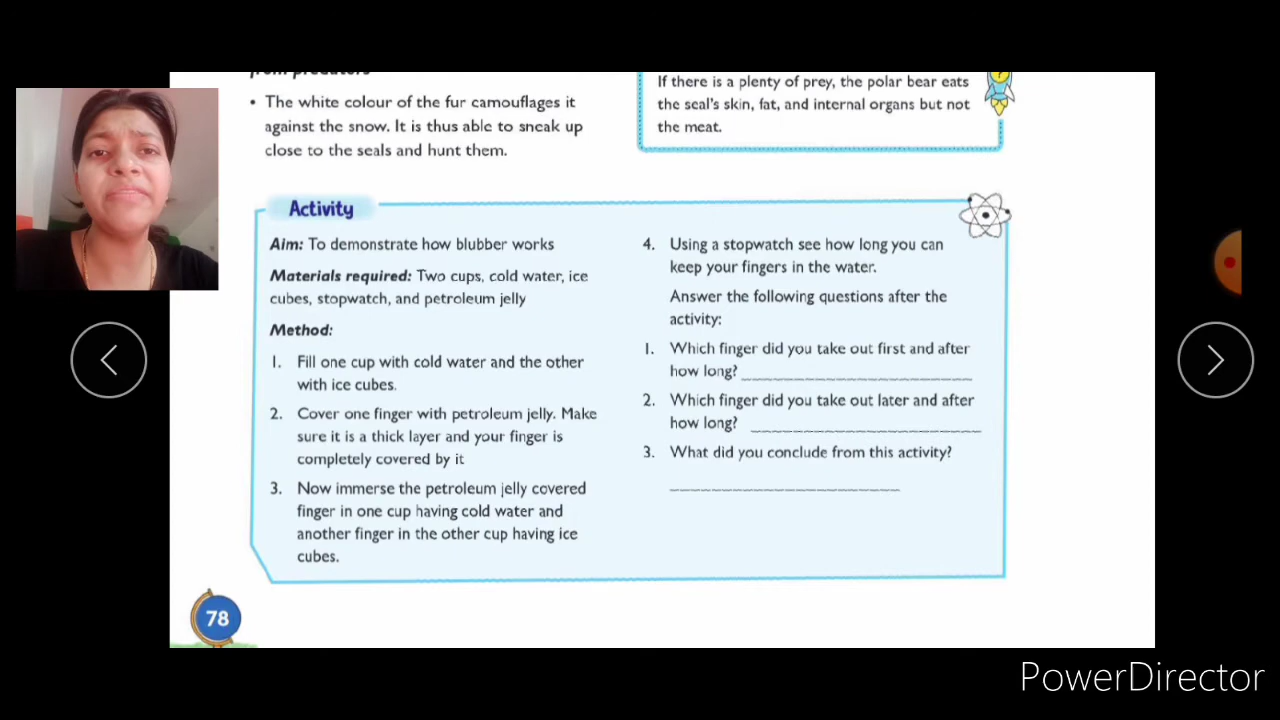 from predators
• The white colour of the fur camouflages it
against the snow. It is thus able to sneak up
close to the seals and hunt them.
If there is a plenty of prey, the polar bear eats
the seal's skin, fat, and internal organs but not
the meat.
Activity
Aim: To demonstrate how blubber works
Materials required: Two cups, cold water, ice
cubes, stopwatch, and petroleum jelly
Method:
1. Fill one cup with cold water and the other
with ice cubes.
2. Cover one finger with petroleum jelly. Make
sure it is a thick layer and your finger is
completely covered by it
3. Now immerse the petroleum jelly covered
finger in one cup having cold water and
another finger in the other cup having ice
cubes.
4. Using a stopwatch see how long you can
keep your fingers in the water.
Answer the following questions after the
activity:
1. Which finger did you take out first and after
how long?
2. Which finger did you take out later and after
how long?
3. What did you conclude from this activity?
78
PowerDirector